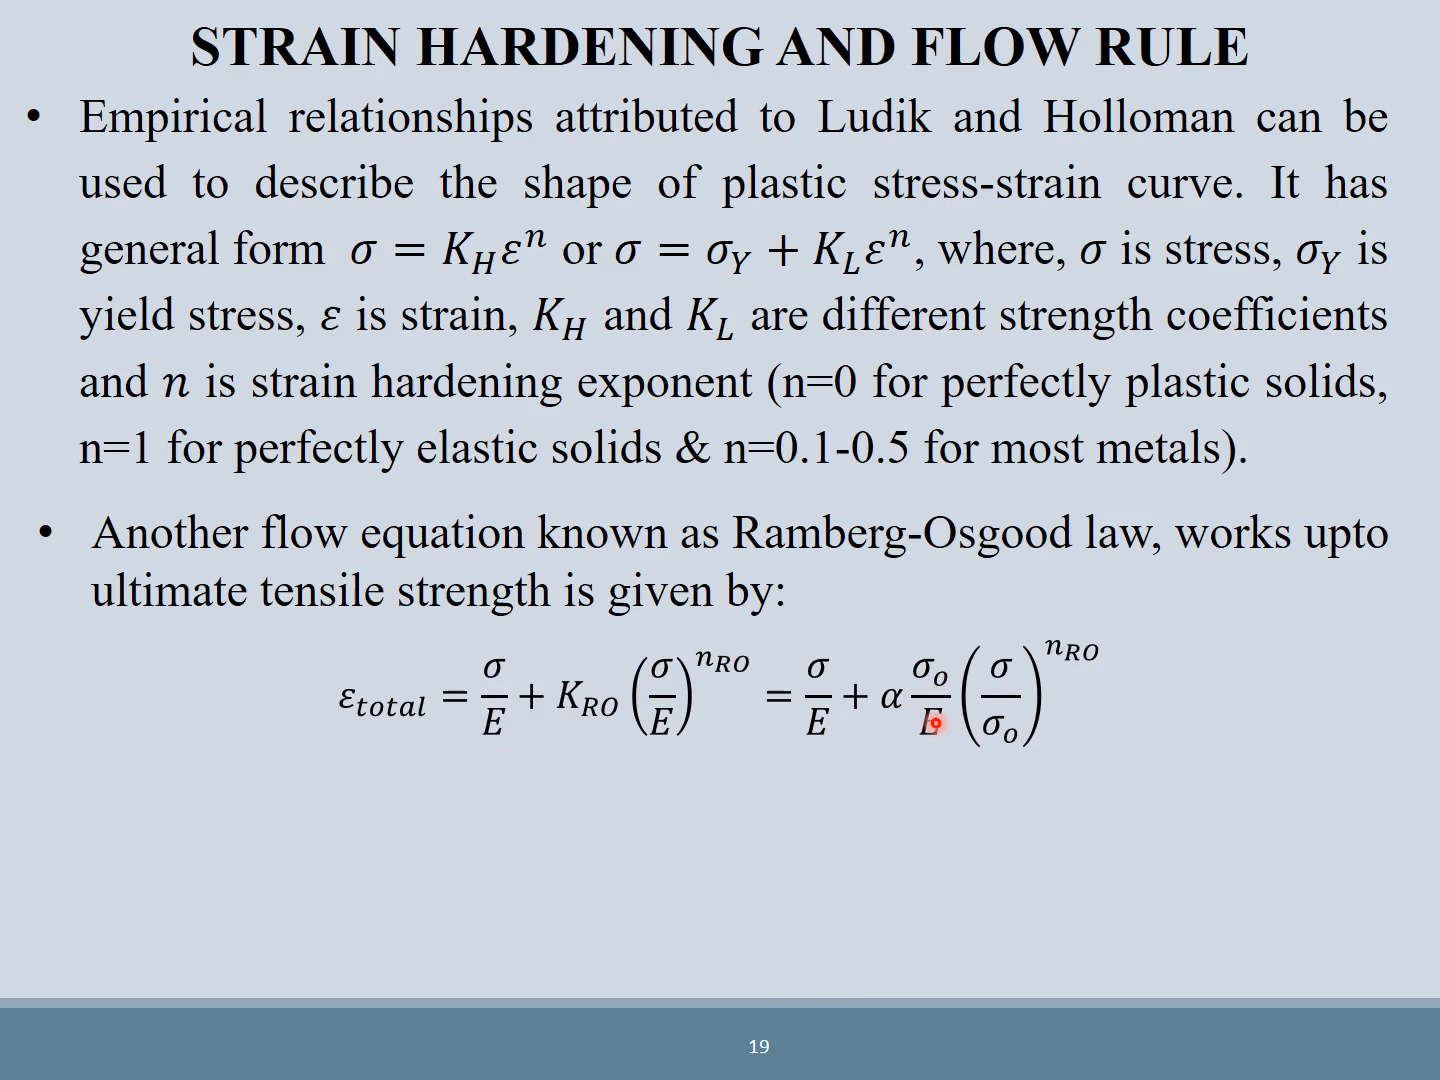 STRAIN HARDENING AND FLOW RULE
• Empirical relationships attributed to Ludik and Holloman can be
used to describe the shape of plastic stress-strain curve. It has
general form σ = K_H ε^n or σ = σ_Y + K_L ε^n, where, σ is stress, σ_Y is
yield stress, ε is strain, K_H and K_L are different strength coefficients
and n is strain hardening exponent (n=0 for perfectly plastic solids,
n=1 for perfectly elastic solids & n=0.1-0.5 for most metals).
• Another flow equation known as Ramberg-Osgood law, works upto
ultimate tensile strength is given by:
ε_total = σ/E + K_RO (σ/E)^n_RO = σ/E + α σ_o/E (σ/σ_o)^n_RO
19